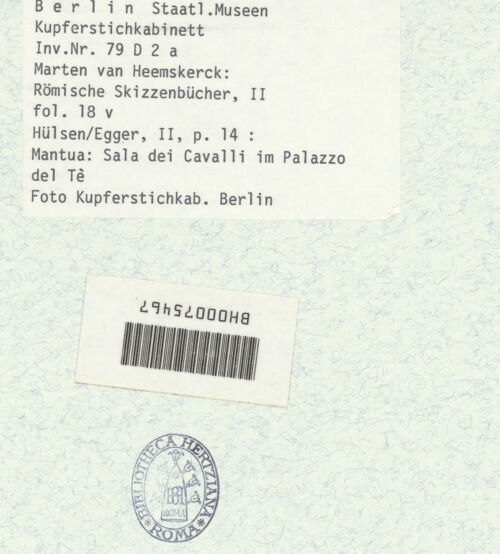 B e r l i n Staatl.Museen
Kupferstichkabinett
Inv.Nr. 79 D 2 a
Marten van Heemskerck:
Römische Skizzenbücher, II
fol. 18 v
Hülsen/Egger, II, p. 14 :
Mantua: Sala dei Cavalli im Palazzo
del Tè
Foto Kupferstichkab. Berlin
BH00075467
BIBLIOTHECA HERTZIANA
ROMA
*ROMA*